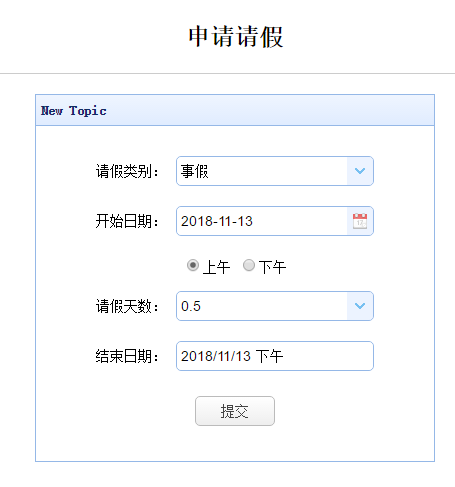 申请请假
New Topic
请假类别： 事假
开始日期： 2018-11-13
上午 下午
请假天数： 0.5
结束日期： 2018/11/13 下午
提交